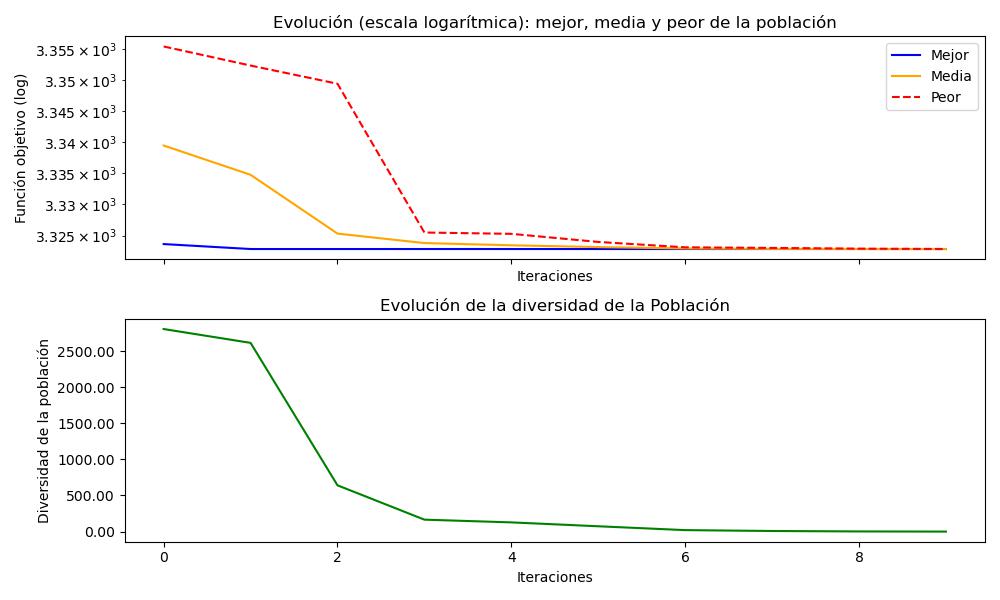 Evolución (escala logarítmica): mejor, media y peor de la población
Función objetivo (log)
3.355 × 10³
3.35 × 10³
3.345 × 10³
3.34 × 10³
3.335 × 10³
3.33 × 10³
3.325 × 10³
Mejor
Media
Peor
Iteraciones
Evolución de la diversidad de la Población
Diversidad de la población
2500.00
2000.00
1500.00
1000.00
500.00
0.00
0 2 4 6 8
Iteraciones